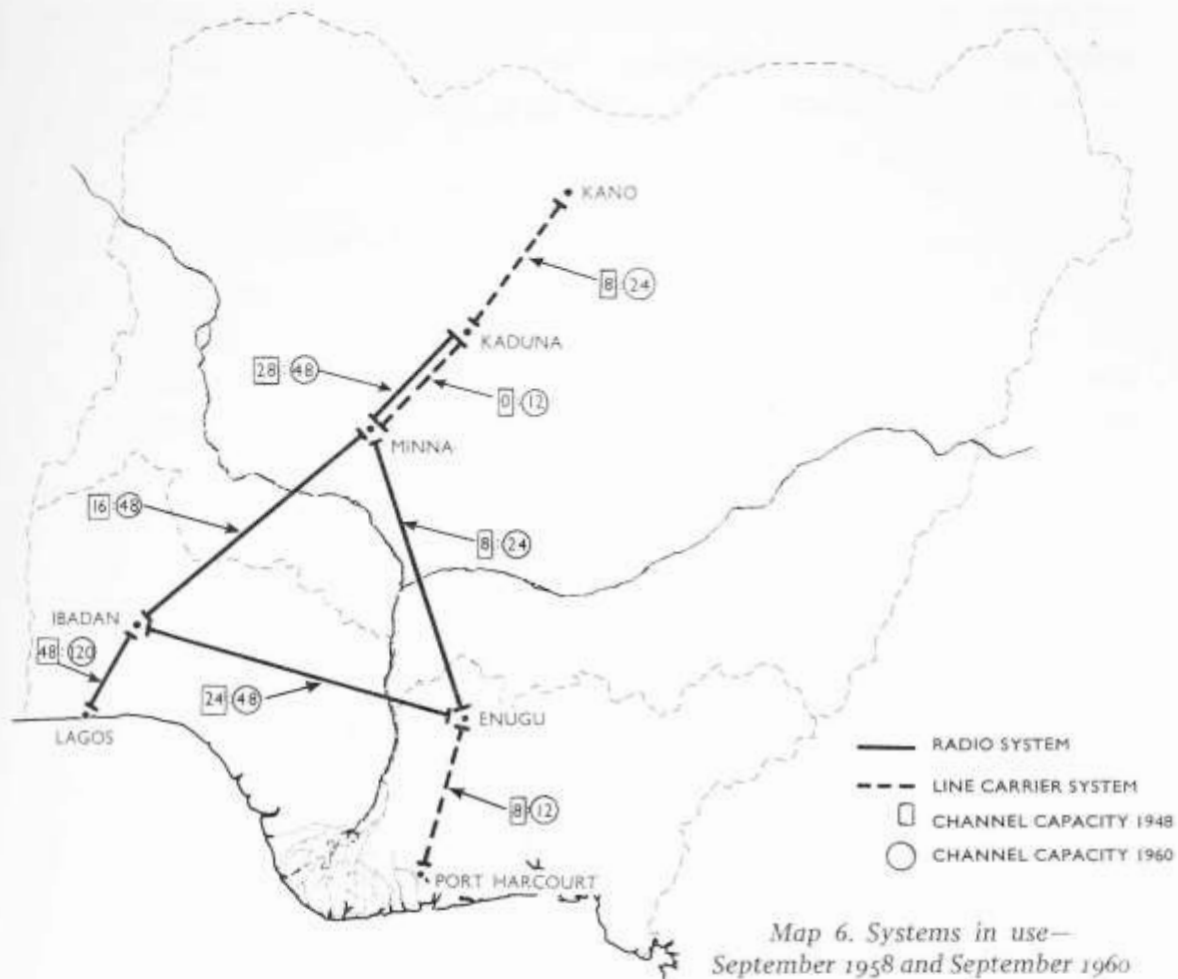 KANO
8:24
KADUNA
28:48
0:12
MINNA
16:48
8:24
IBADAN
48:120
24:48
ENUGU
LAGOS
RADIO SYSTEM
LINE CARRIER SYSTEM
8:12
CHANNEL CAPACITY 1948
CHANNEL CAPACITY 1960
PORT HARCOURT
Map 6. Systems in use—
September 1958 and September 1960